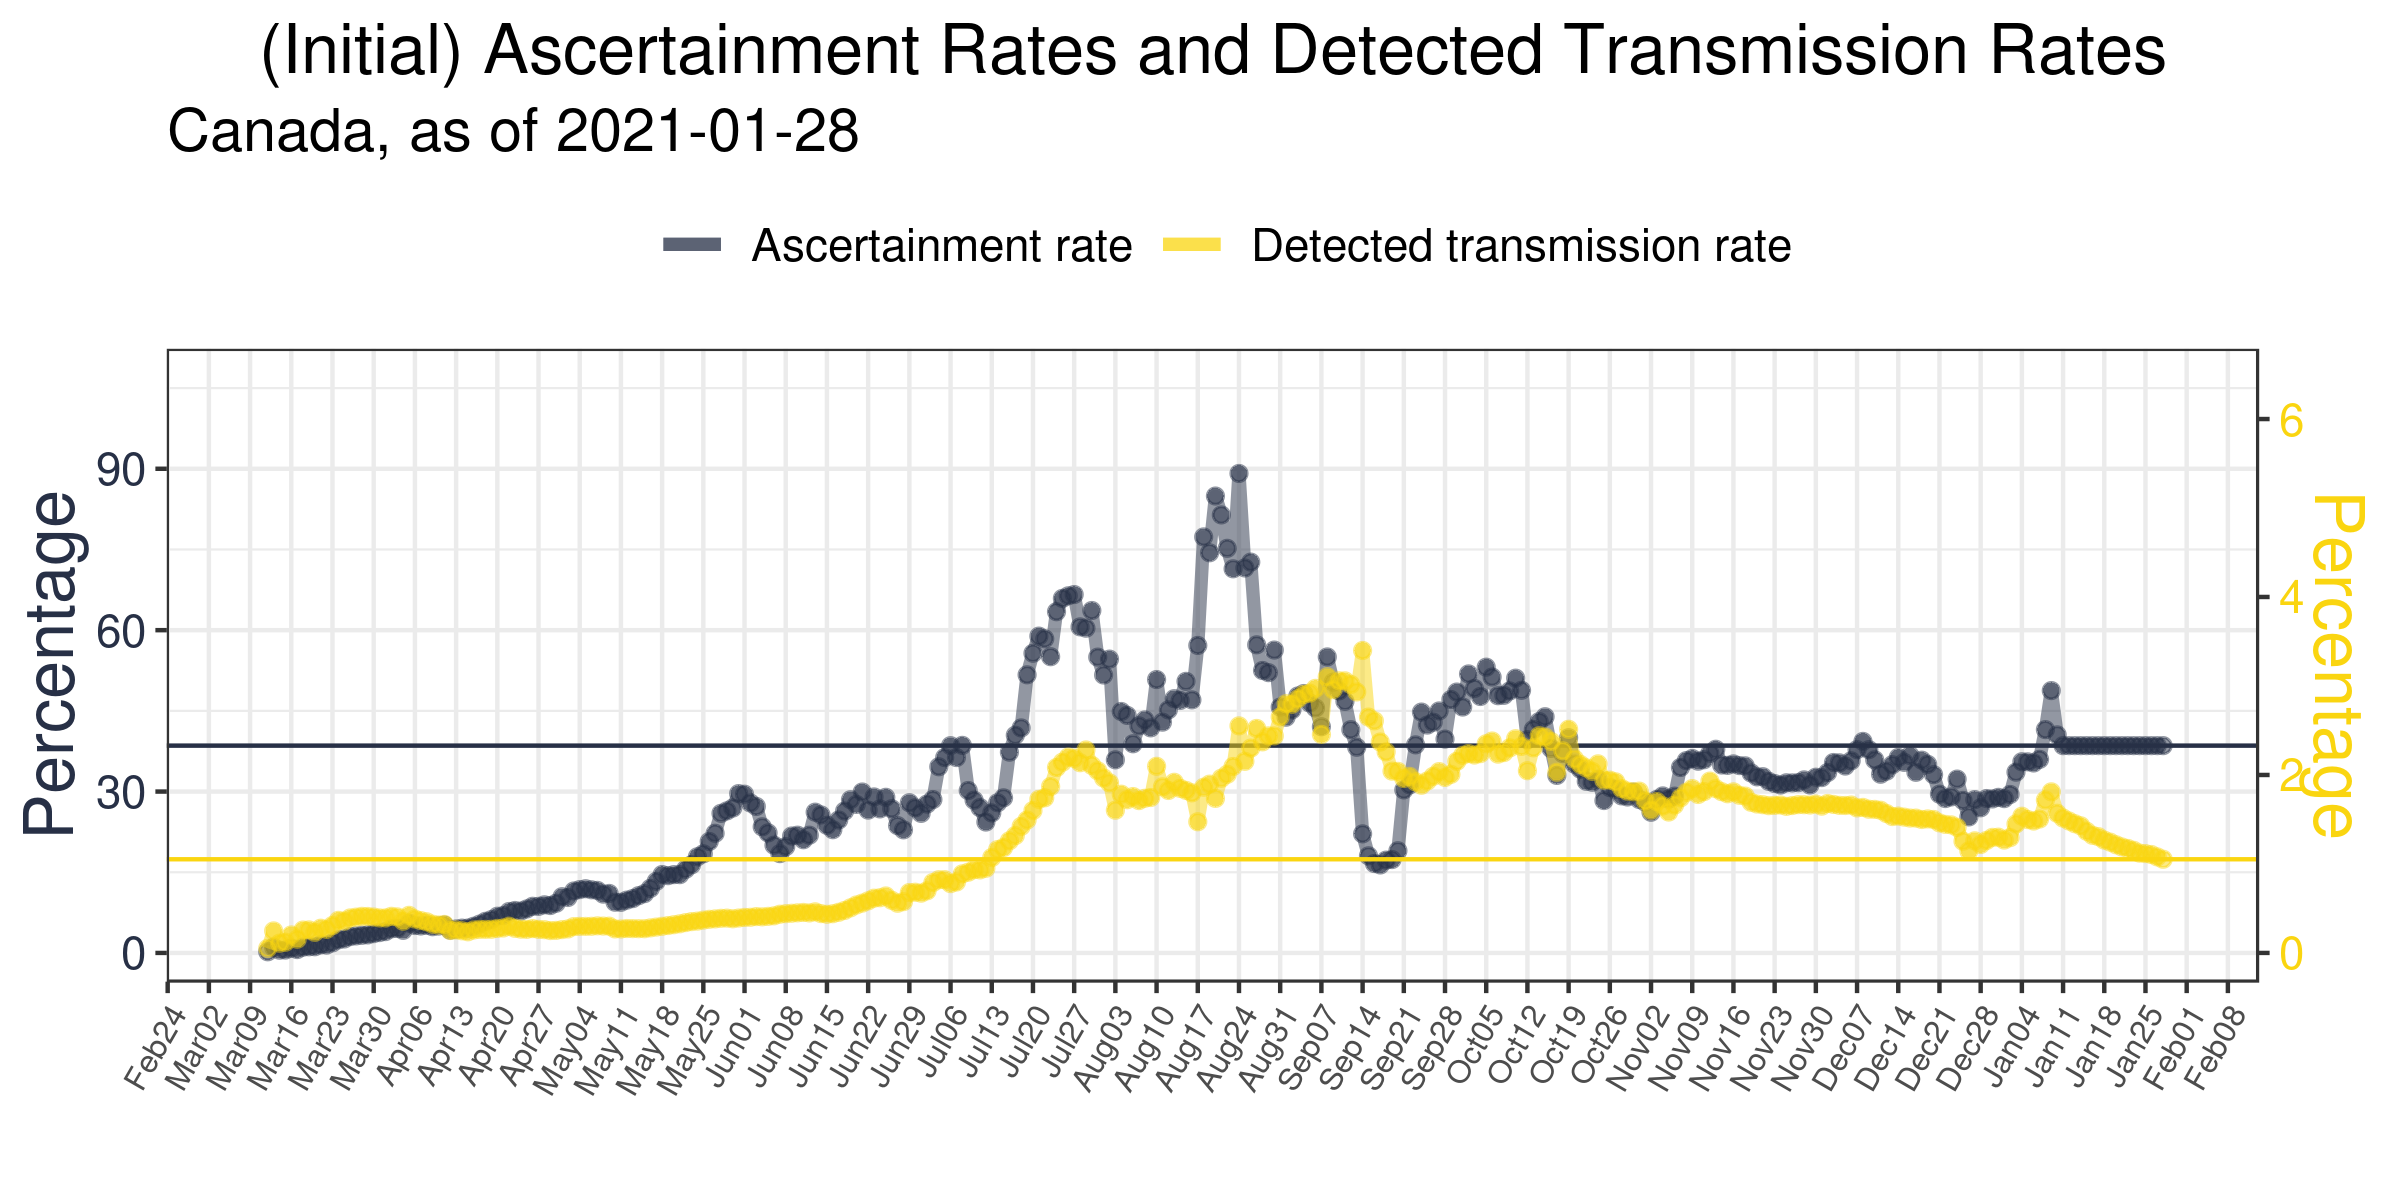 (Initial) Ascertainment Rates and Detected Transmission Rates
Canada, as of 2021-01-28
Ascertainment rate
Detected transmission rate
Percentage
90
60
30
0
6
4
2
0
Percentage
Feb24
Mar02
Mar09
Mar16
Mar23
Mar30
Apr06
Apr13
Apr20
Apr27
May04
May11
May18
May25
Jun01
Jun08
Jun15
Jun22
Jun29
Jul06
Jul13
Jul20
Jul27
Aug03
Aug10
Aug17
Aug24
Aug31
Sep07
Sep14
Sep21
Sep28
Oct05
Oct12
Oct19
Oct26
Nov02
Nov09
Nov16
Nov23
Nov30
Dec07
Dec14
Dec21
Dec28
Jan04
Jan11
Jan18
Jan25
Feb01
Feb08